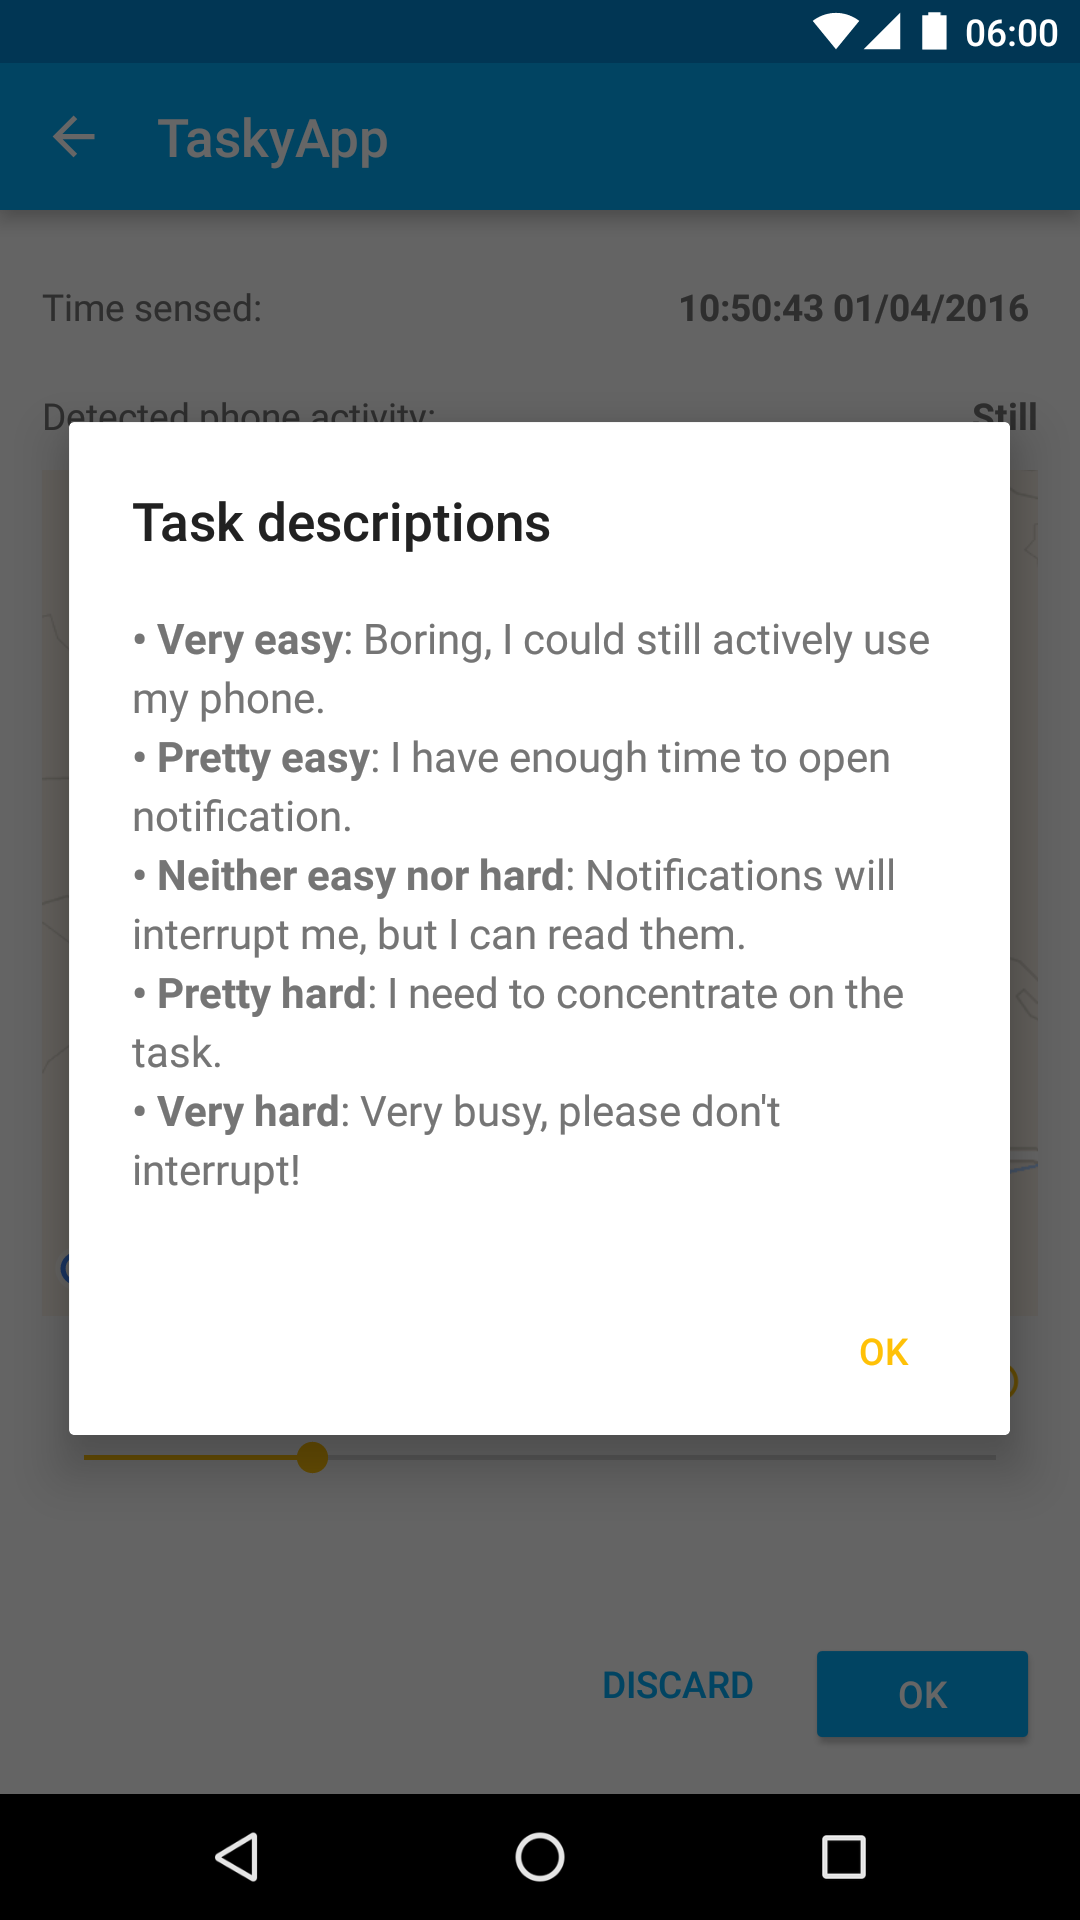 06:00
TaskyApp
Time sensed: 10:50:43 01/04/2016
Detected phone activity: Still
Task descriptions
• Very easy: Boring, I could still actively use
my phone.
• Pretty easy: I have enough time to open
notification.
• Neither easy nor hard: Notifications will
interrupt me, but I can read them.
• Pretty hard: I need to concentrate on the
task.
• Very hard: Very busy, please don't
interrupt!
OK
DISCARD OK